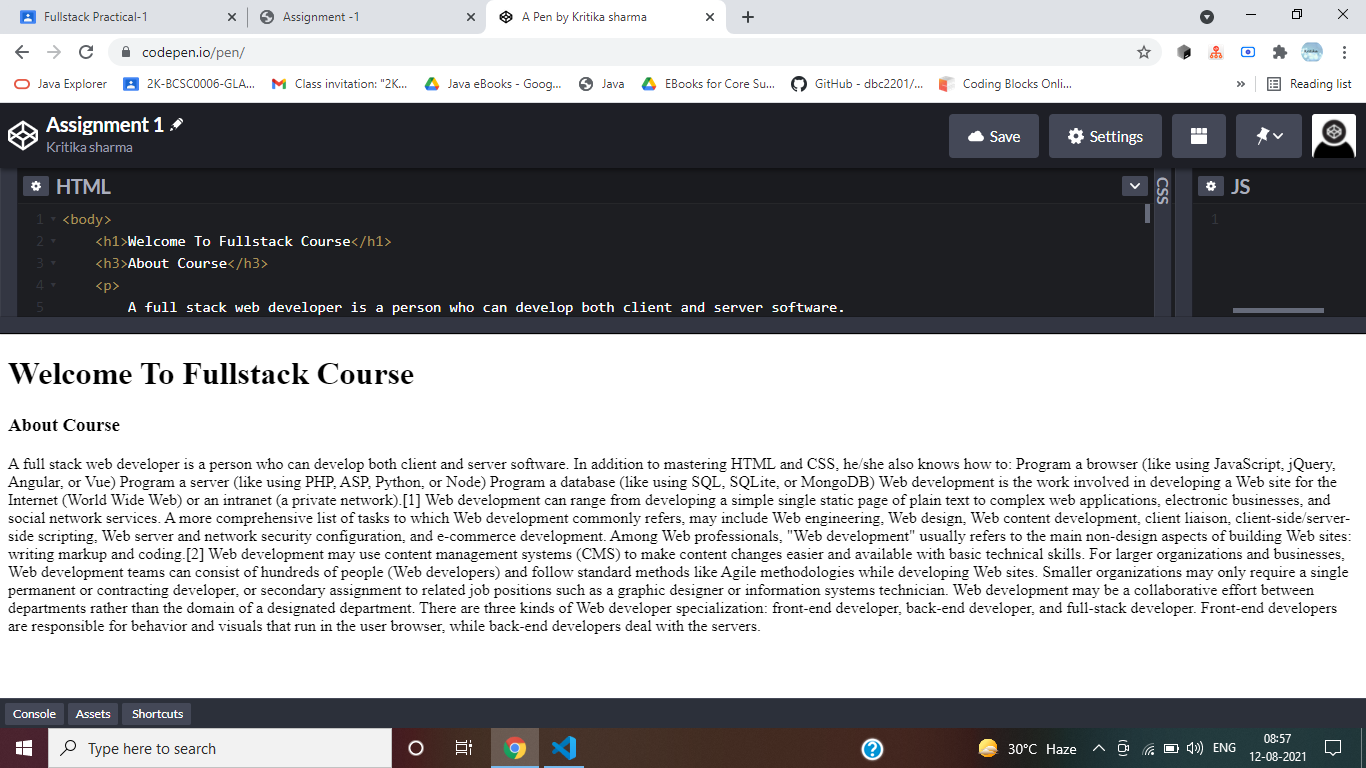 Fullstack Practical-1
Assignment -1
A Pen by Kritika sharma
codepen.io/pen/
Java Explorer
2K-BCSC0006-GLA...
Class invitation: "2K...
Java eBooks - Goog...
Java
EBooks for Core Su...
GitHub - dbc2201/...
Coding Blocks Onli...
Reading list
Assignment 1
Kritika sharma
Save
Settings
HTML
CSS
JS
1 <body>
2 <h1>Welcome To Fullstack Course</h1>
3 <h3>About Course</h3>
4 <p>
5 A full stack web developer is a person who can develop both client and server software.
1
Welcome To Fullstack Course
About Course
A full stack web developer is a person who can develop both client and server software. In addition to mastering HTML and CSS, he/she also knows how to: Program a browser (like using JavaScript, jQuery,
Angular, or Vue) Program a server (like using PHP, ASP, Python, or Node) Program a database (like using SQL, SQLite, or MongoDB) Web development is the work involved in developing a Web site for the
Internet (World Wide Web) or an intranet (a private network).[1] Web development can range from developing a simple single static page of plain text to complex web applications, electronic businesses, and
social network services. A more comprehensive list of tasks to which Web development commonly refers, may include Web engineering, Web design, Web content development, client liaison, client-side/server-
side scripting, Web server and network security configuration, and e-commerce development. Among Web professionals, "Web development" usually refers to the main non-design aspects of building Web sites:
writing markup and coding.[2] Web development may use content management systems (CMS) to make content changes easier and available with basic technical skills. For larger organizations and businesses,
Web development teams can consist of hundreds of people (Web developers) and follow standard methods like Agile methodologies while developing Web sites. Smaller organizations may only require a single
permanent or contracting developer, or secondary assignment to related job positions such as a graphic designer or information systems technician. Web development may be a collaborative effort between
departments rather than the domain of a designated department. There are three kinds of Web developer specialization: front-end developer, back-end developer, and full-stack developer. Front-end developers
are responsible for behavior and visuals that run in the user browser, while back-end developers deal with the servers.
Console
Assets
Shortcuts
Type here to search
30°C Haze
ENG
08:57
12-08-2021